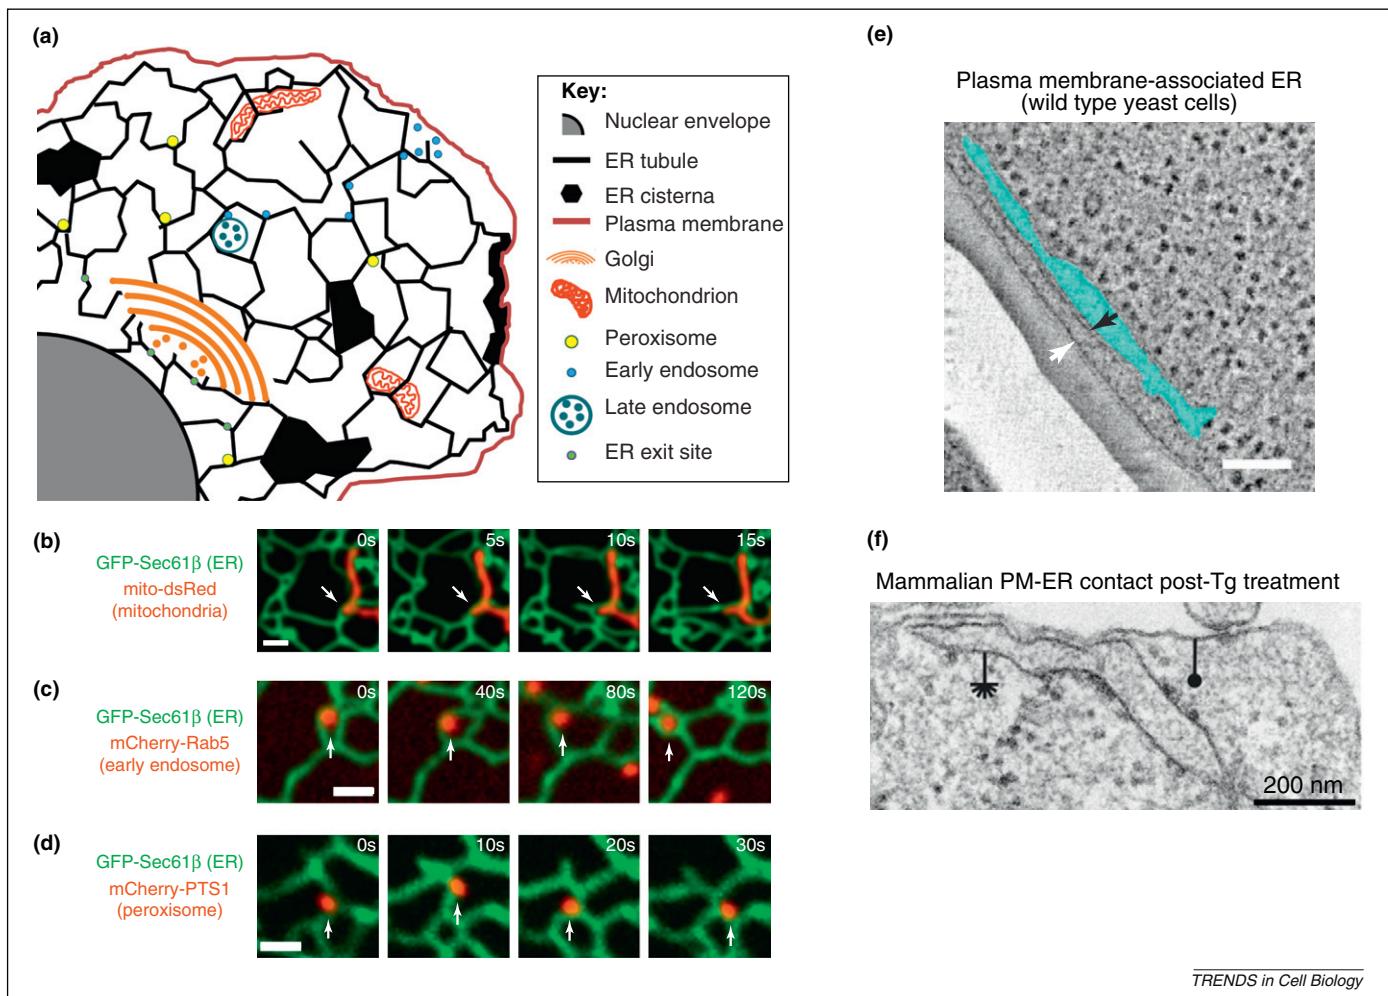 (a)
Key:
Nuclear envelope
ER tubule
ER cisterna
Plasma membrane
Golgi
Mitochondrion
Peroxisome
Early endosome
Late endosome
ER exit site
(b)
GFP-Sec61β (ER)
mito-dsRed
(mitochondria)
0s 5s 10s 15s
(c)
GFP-Sec61β (ER)
mCherry-Rab5
(early endosome)
0s 40s 80s 120s
(d)
GFP-Sec61β (ER)
mCherry-PTS1
(peroxisome)
0s 10s 20s 30s
(e)
Plasma membrane-associated ER
(wild type yeast cells)
(f)
Mammalian PM-ER contact post-Tg treatment
200 nm
TRENDS in Cell Biology